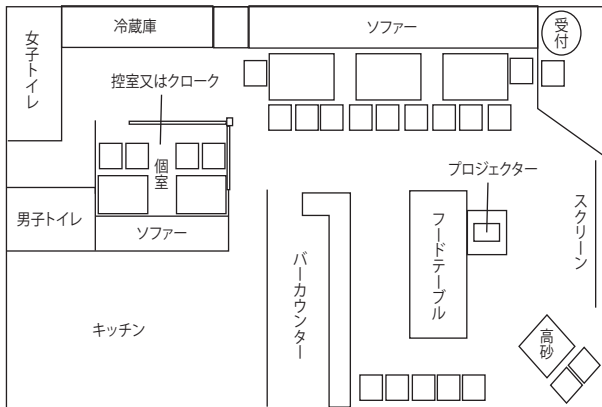 女子トイレ
冷蔵庫
ソファー
受付
控室又はクローク
個室
プロジェクター
男子トイレ
ソファー
スクリーン
フードテーブル
バーカウンター
キッチン
高砂